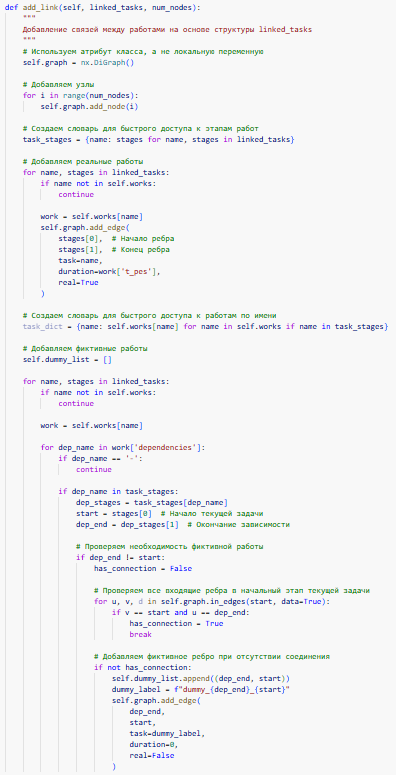 def add_link(self, linked_tasks, num_nodes):
    """
    Добавление связей между работами на основе структуры linked_tasks
    """
    # Используем атрибут класса, а не локальную переменную
    self.graph = nx.DiGraph()

    # Добавляем узлы
    for i in range(num_nodes):
        self.graph.add_node(i)

    # Создаем словарь для быстрого доступа к этапам работ
    task_stages = {name: stages for name, stages in linked_tasks}

    # Добавляем реальные работы
    for name, stages in linked_tasks:
        if name not in self.works:
            continue

        work = self.works[name]
        self.graph.add_edge(
            stages[0],  # Начало ребра
            stages[1],  # Конец ребра
            task=name,
            duration=work['t_pes'],
            real=True
        )

    # Создаем словарь для быстрого доступа к работам по имени
    task_dict = {name: self.works[name] for name in self.works if name in task_stages}

    # Добавляем фиктивные работы
    self.dummy_list = []

    for name, stages in linked_tasks:
        if name not in self.works:
            continue

        work = self.works[name]

        for dep_name in work['dependencies']:
            if dep_name == '-':
                continue

            if dep_name in task_stages:
                dep_stages = task_stages[dep_name]
                start = stages[0]  # Начало текущей задачи
                dep_end = dep_stages[1]  # Окончание зависимости

                # Проверяем необходимость фиктивной работы
                if dep_end != start:
                    has_connection = False

                    # Проверяем все входящие ребра в начальный этап текущей задачи
                    for u, v, d in self.graph.in_edges(start, data=True):
                        if v == start and u == dep_end:
                            has_connection = True
                            break

                    # Добавляем фиктивное ребро при отсутствии соединения
                    if not has_connection:
                        self.dummy_list.append((dep_end, start))
                        dummy_label = f"dummy_{dep_end}_{start}"
                        self.graph.add_edge(
                            dep_end,
                            start,
                            task=dummy_label,
                            duration=0,
                            real=False
                        )